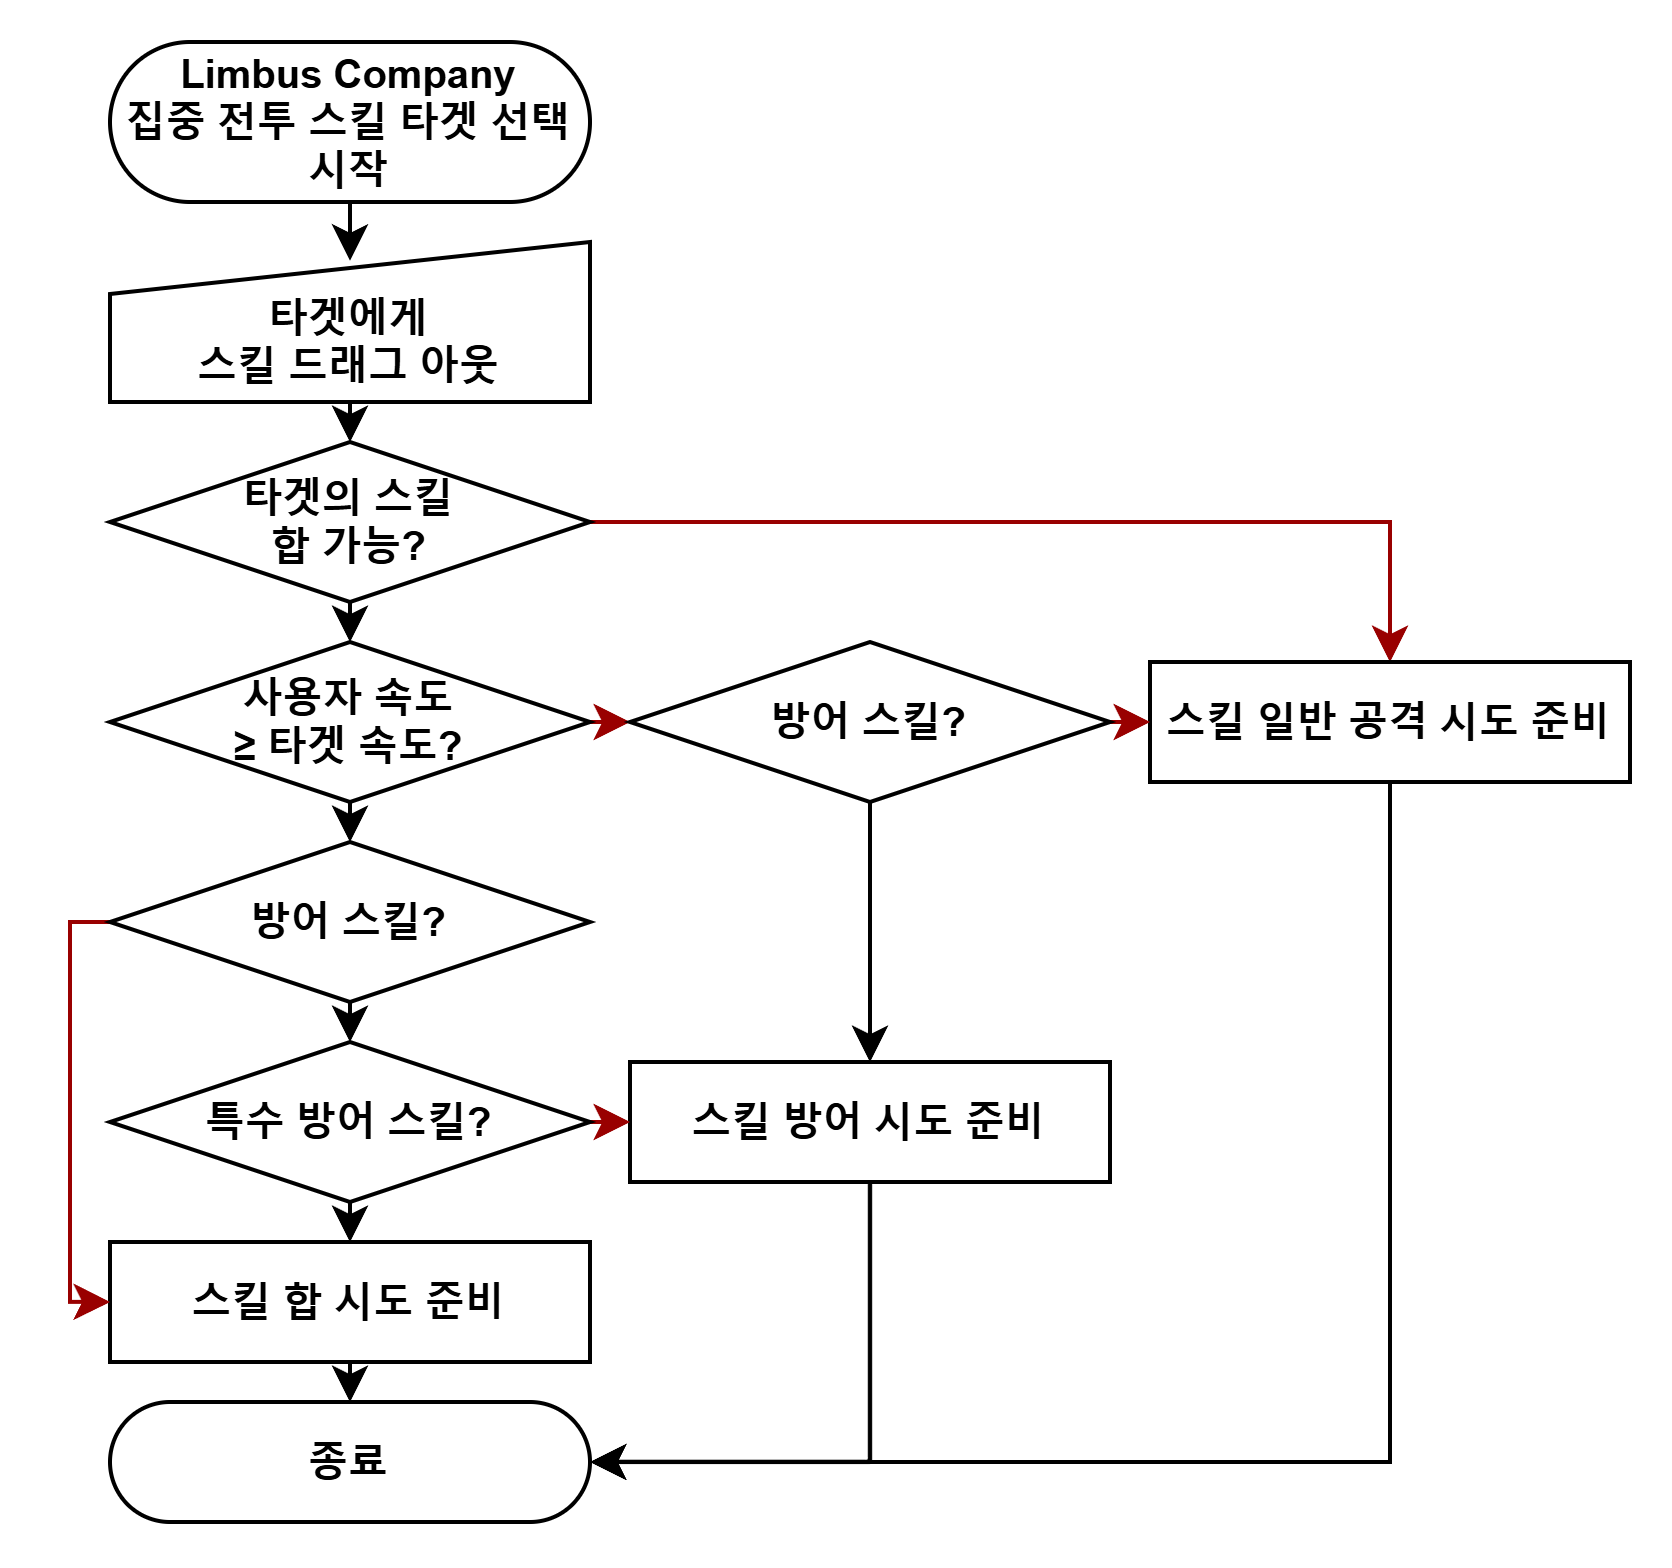 Limbus Company
집중 전투 스킬 타겟 선택
시작
타겟에게
스킬 드래그 아웃
타겟의 스킬
합 가능?
사용자 속도
≥ 타겟 속도?
방어 스킬?
스킬 일반 공격 시도 준비
방어 스킬?
특수 방어 스킬?
스킬 방어 시도 준비
스킬 합 시도 준비
종료